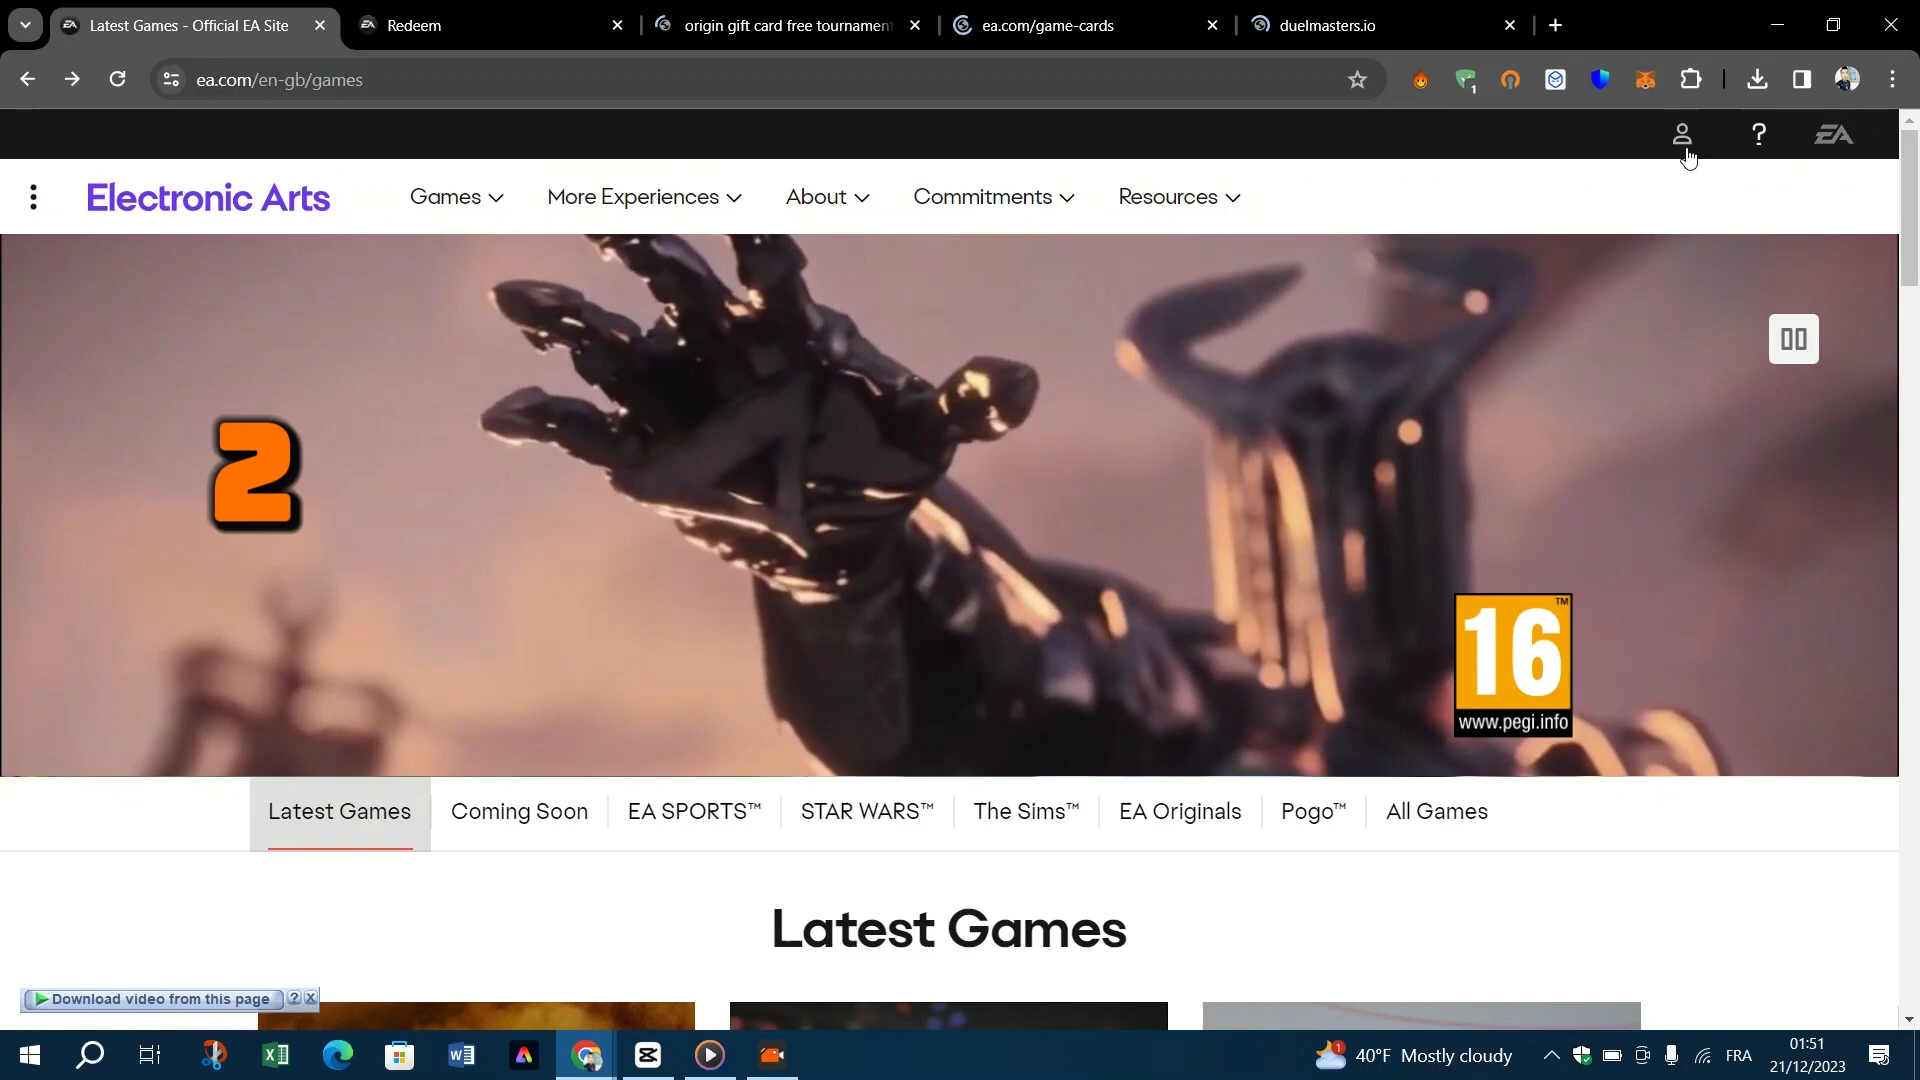 Latest Games - Official EA Site
Redeem
origin gift card free tournamen
ea.com/game-cards
duelmasters.io
ea.com/en-gb/games
1
Electronic Arts
Games
More Experiences
About
Commitments
Resources
2
16
www.pegi.info
Latest Games
Coming Soon
EA SPORTS™
STAR WARS™
The Sims™
EA Originals
Pogo™
All Games
Latest Games
Download video from this page
1
40°F Mostly cloudy
FRA
01:51
21/12/2023